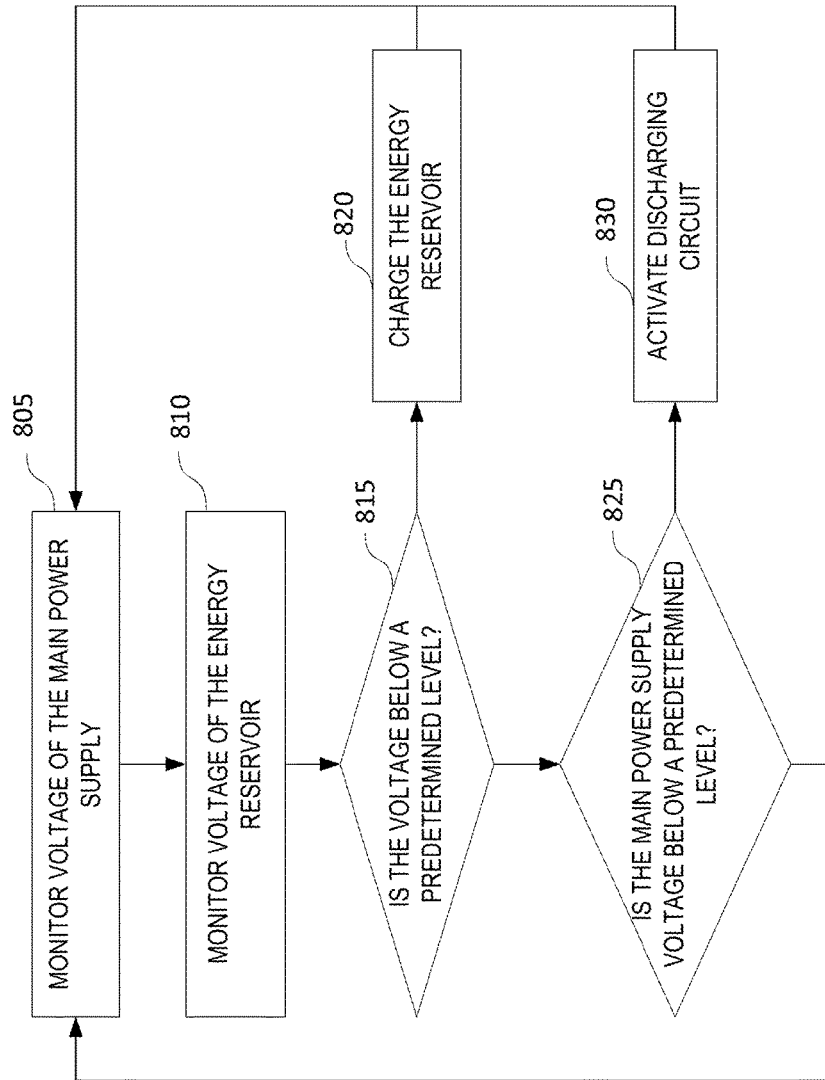 805
MONITOR VOLTAGE OF THE MAIN POWER
SUPPLY
810
MONITOR VOLTAGE OF THE ENERGY
RESERVOIR
815
IS THE VOLTAGE BELOW A
PREDETERMINED LEVEL?
820
CHARGE THE ENERGY
RESERVOIR
825
IS THE MAIN POWER SUPPLY
VOLTAGE BELOW A PREDETERMINED
LEVEL?
830
ACTIVATE DISCHARGING
CIRCUIT